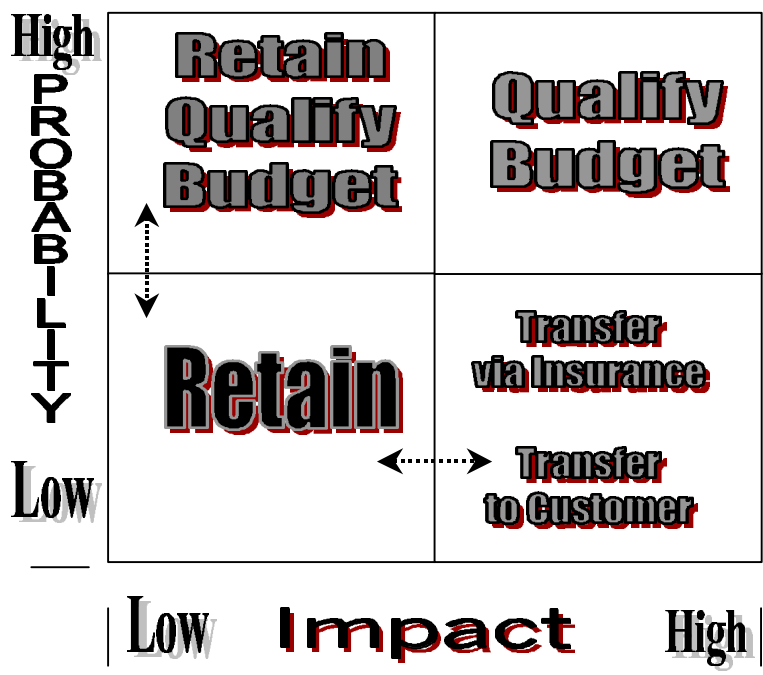 High
PROBABILITY
Low
Retain
Qualify
Budget
Qualify
Budget
Retain
Transfer
via Insurance
Transfer
to Customer
Low
Impact
High